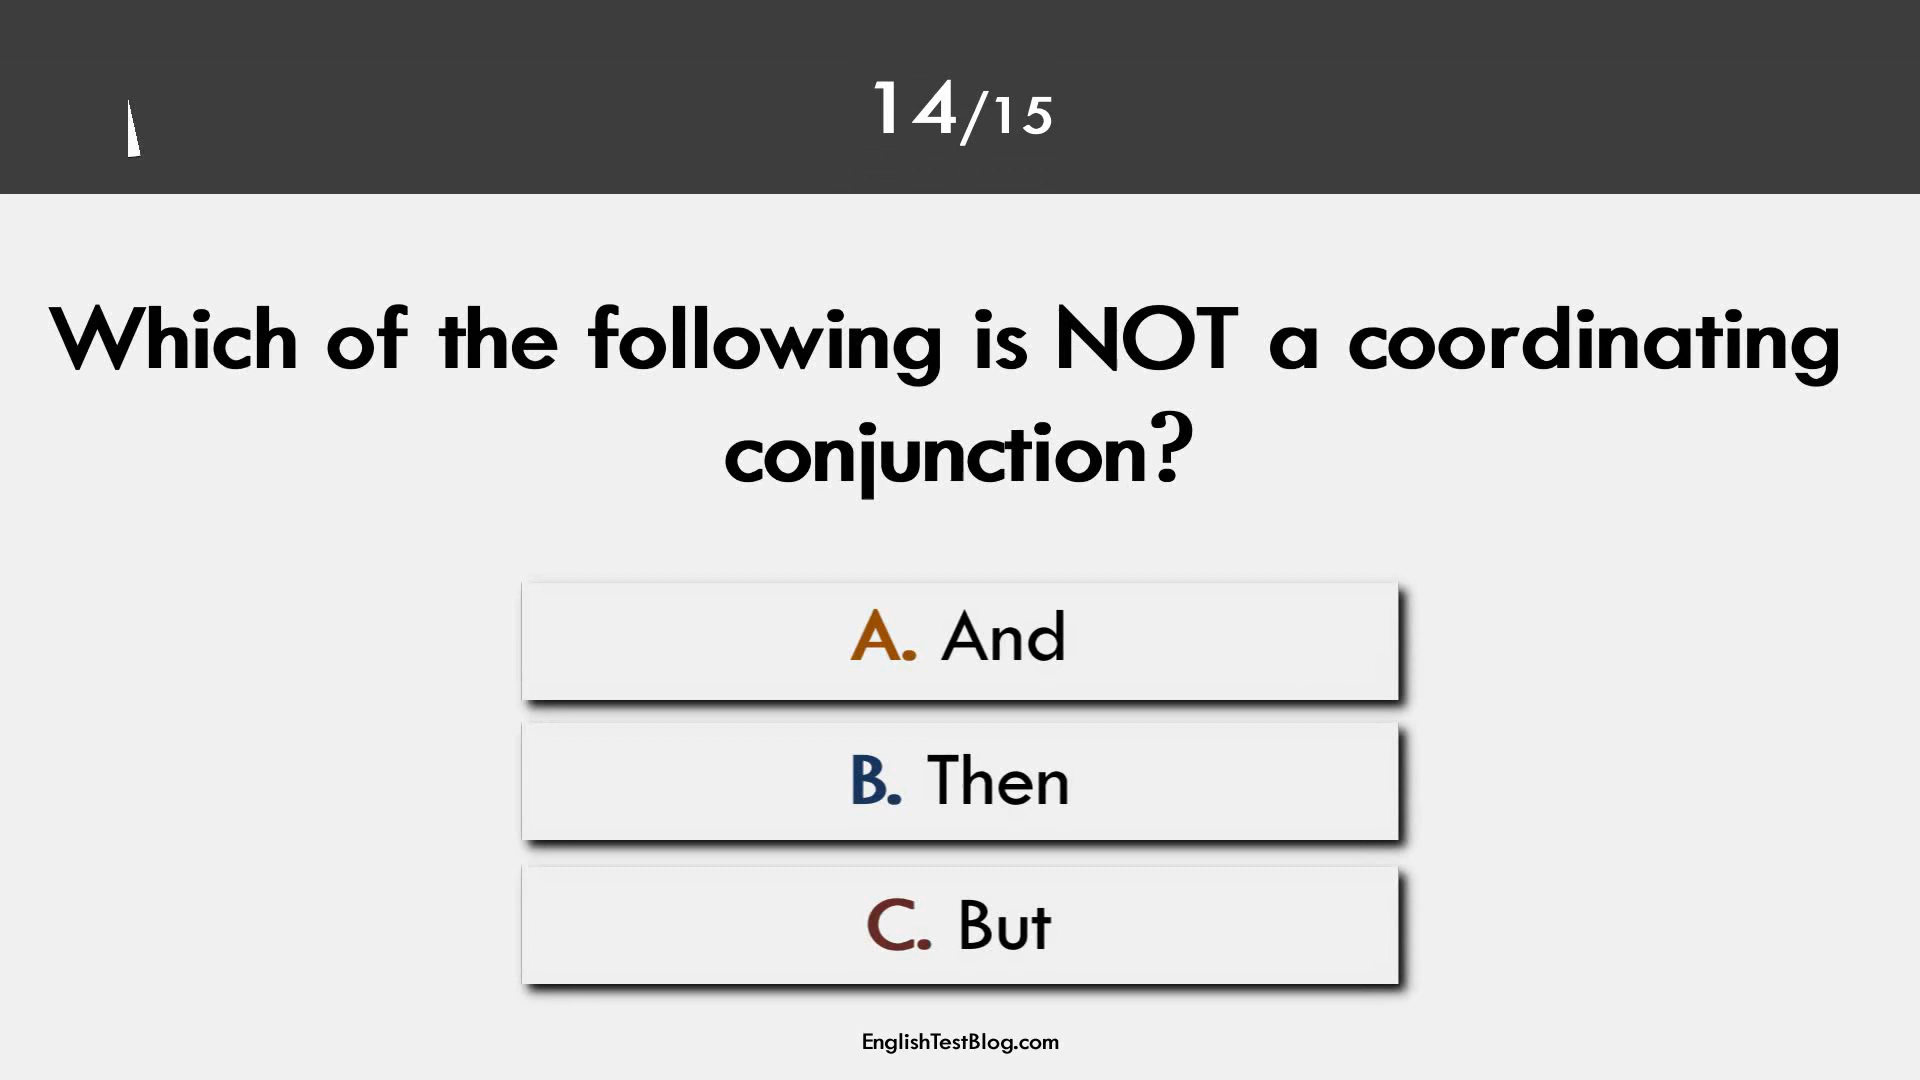 14/15
Which of the following is NOT a coordinating
conjunction?
A. And
B. Then
C. But
EnglishTestBlog.com